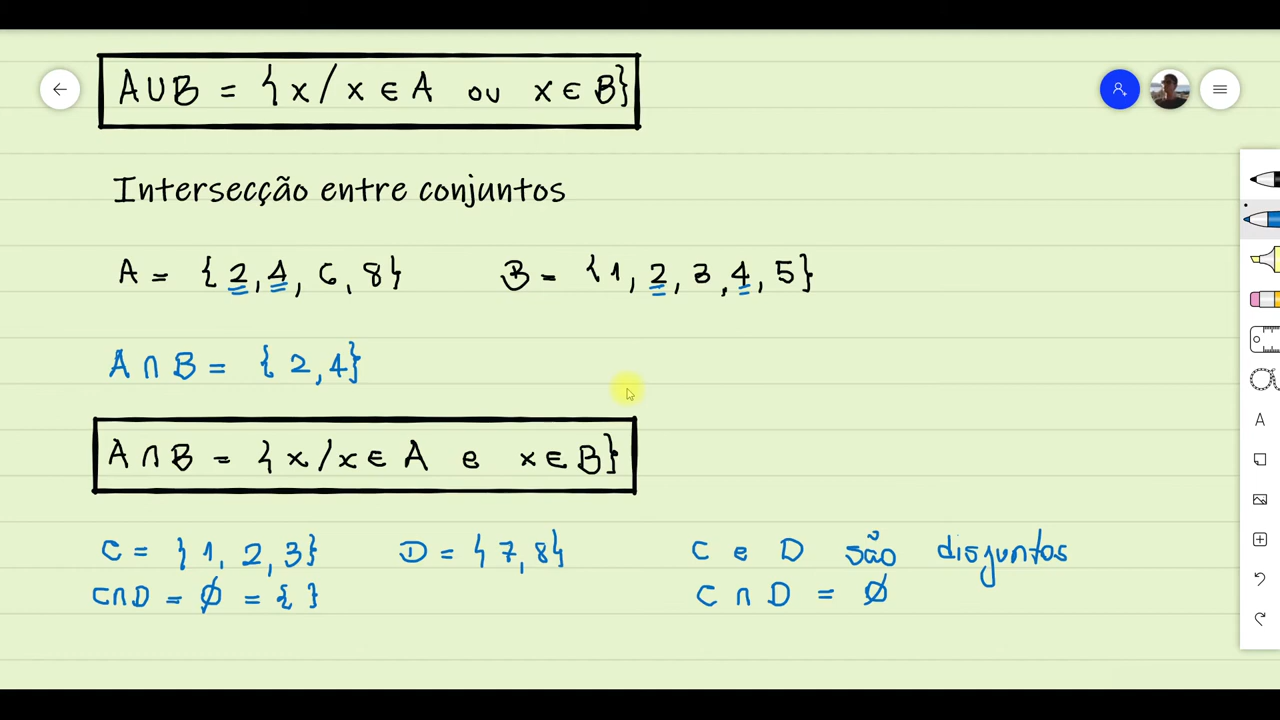 A∪B = {x/x∈A ou x∈B}
Intersecção entre conjuntos
A = {2,4,6,8} B = {1,2,3,4,5}
A∩B = {2,4}
A∩B = {x/x∈A e x∈B}
C = {1,2,3} D = {7,8} C e D são disjuntos
C∩D = ∅ = { } C∩D = ∅
A